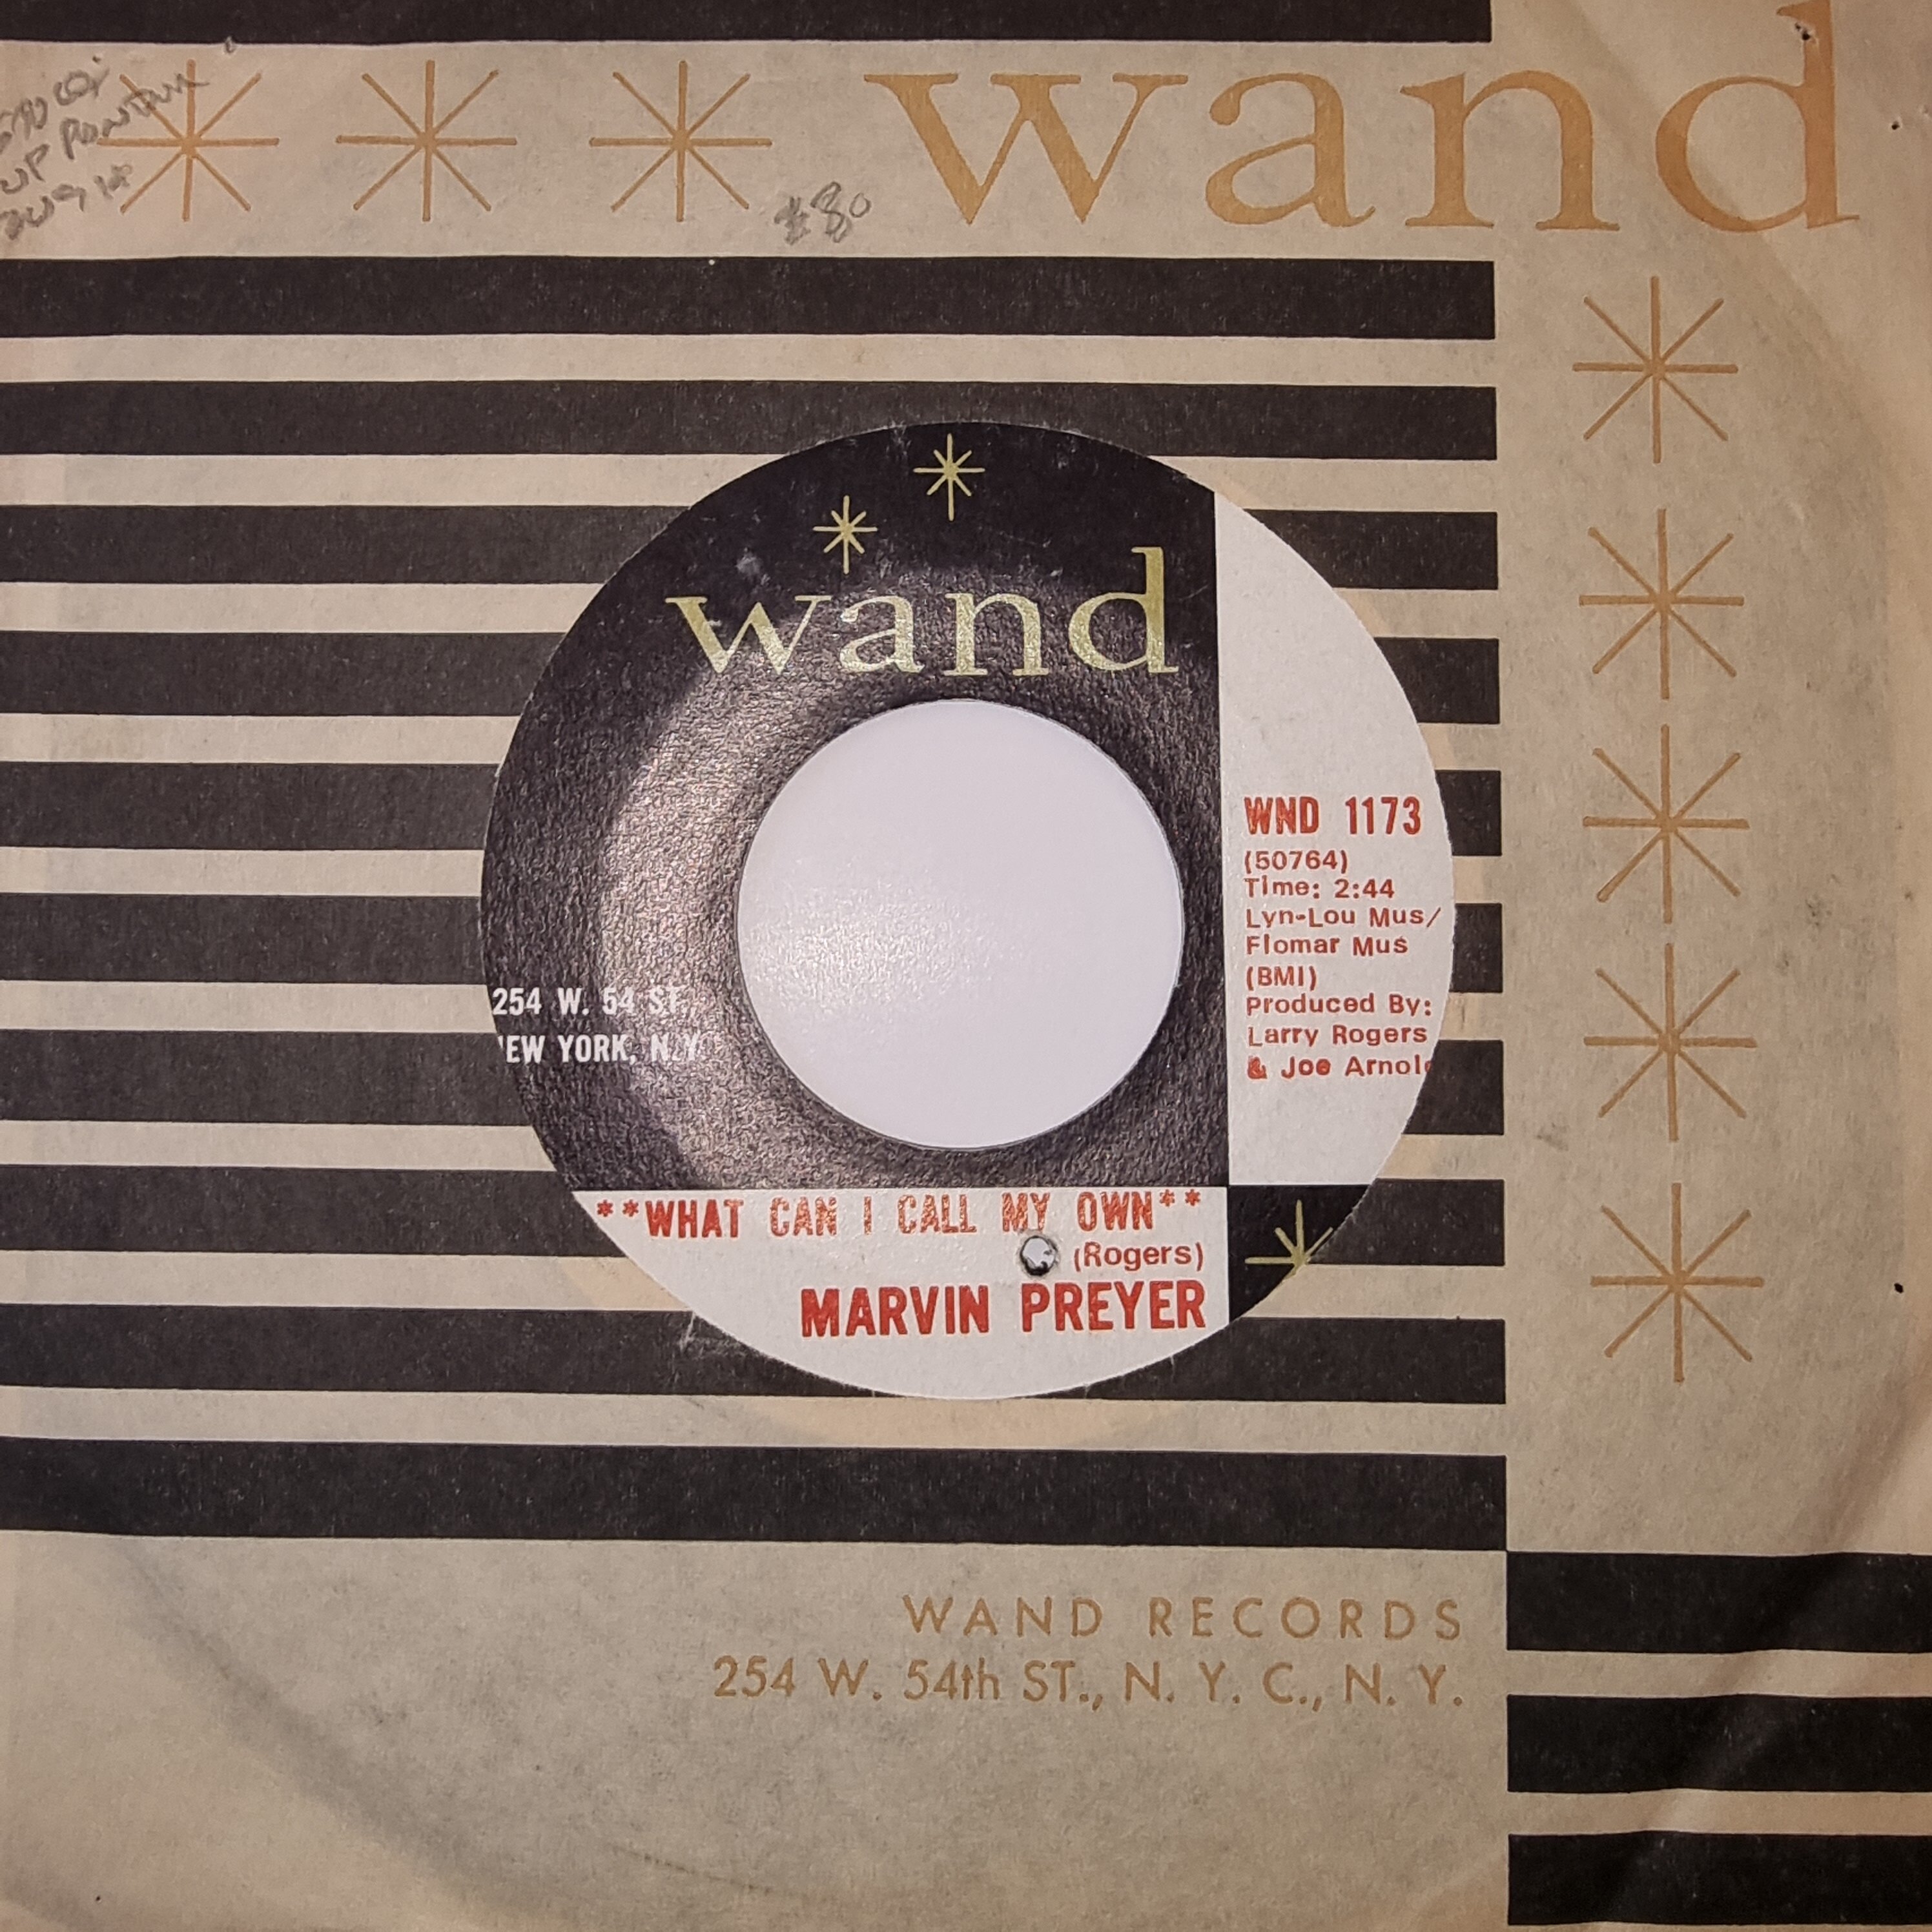 wand
$80
wand
254 W. 54 ST.
EW YORK, N.Y
WND 1173
(50764)
Time: 2:44
Lyn-Lou Mus/
Flomar Mus
(BMI)
Produced By:
Larry Rogers
& Joe Arnold
**WHAT CAN I CALL MY OWN**
(Rogers)
MARVIN PREYER
WAND RECORDS
254 W. 54th ST., N. Y. C., N. Y.